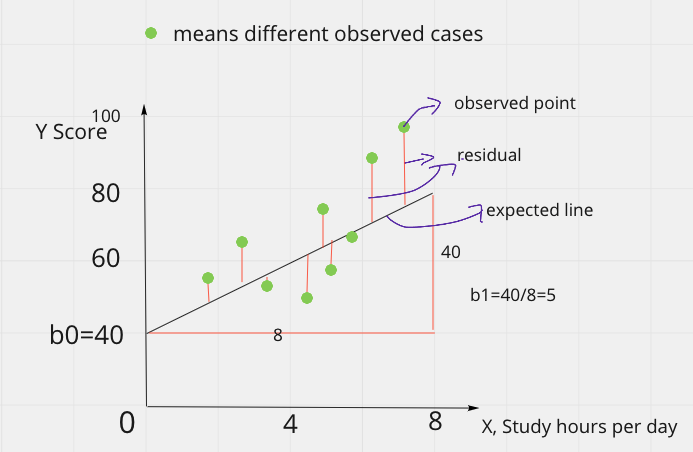 means different observed cases
100
Y Score
observed point
residual
80
expected line
60
40
b1=40/8=5
b0=40
8
0
4
8
X, Study hours per day